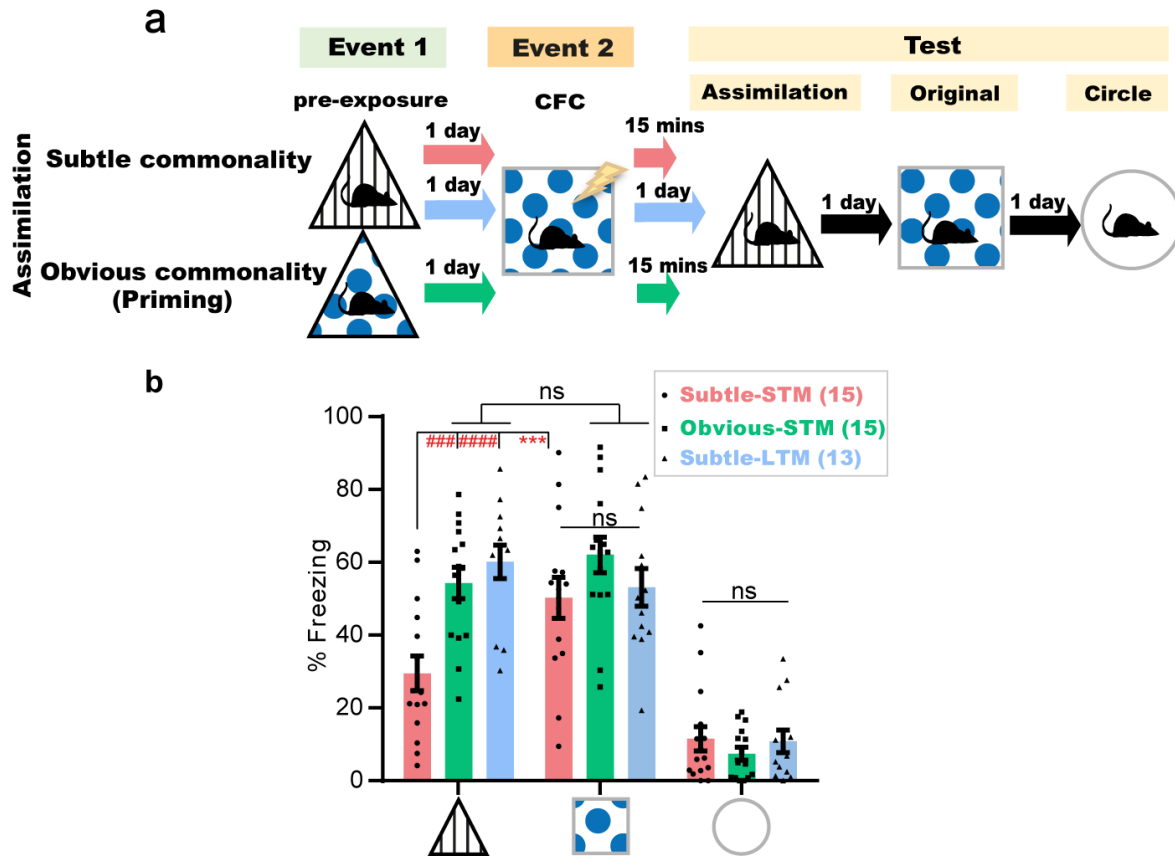 a
Event 1
Event 2
Test
pre-exposure
CFC
Assimilation
Original
Circle
Assimilation
Subtle commonality
1 day
15 mins
1 day
1 day
1 day
1 day
Obvious commonality
(Priming)
1 day
15 mins
b
ns
Subtle-STM (15)
Obvious-STM (15)
Subtle-LTM (13)
### #### ***
ns
ns
% Freezing
100
80
60
40
20
0